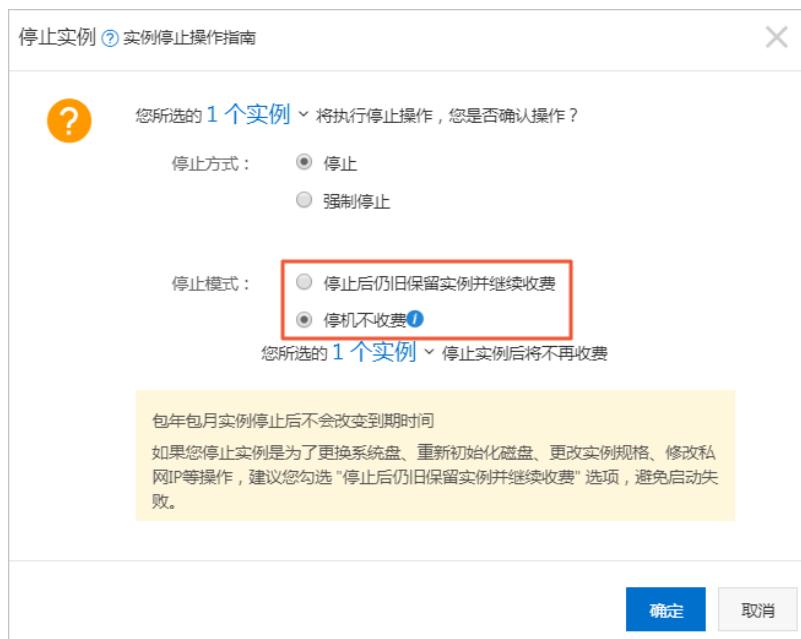 停止实例 ? 实例停止操作指南
您所选的 1 个实例 将执行停止操作，您是否确认操作？
停止方式： 停止
强制停止
停止模式： 停止后仍旧保留实例并继续收费
停机不收费 i
您所选的 1 个实例 停止实例后将不再收费
包年包月实例停止后不会改变到期时间
如果您停止实例是为了更换系统盘、重新初始化磁盘、更改实例规格、修改私
网IP等操作，建议您勾选 "停止后仍旧保留实例并继续收费" 选项，避免启动失
败。
确定 取消